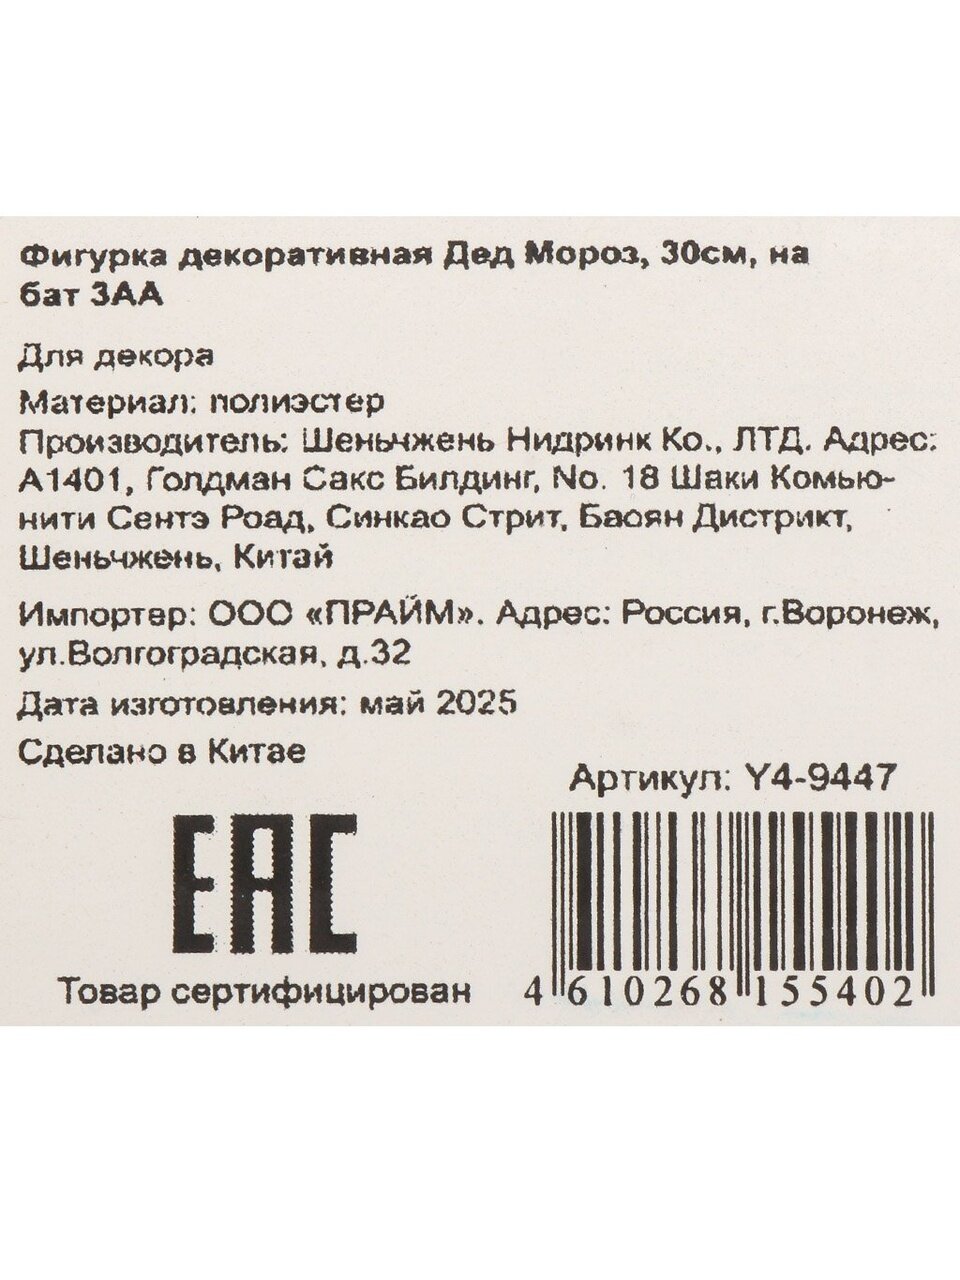 Фигурка декоративная Дед Мороз, 30см, на
бат 3АА
Для декора
Материал: полиэстер
Производитель: Шеньчжень Нидринк Ко., ЛТД. Адрес:
А1401, Голдман Сакс Билдинг, No. 18 Шаки Комью-
нити Сентэ Роад, Синкао Стрит, Баоян Дистрикт,
Шеньчжень, Китай
Импортер: ООО «ПРАЙМ». Адрес: Россия, г.Воронеж,
ул.Волгоградская, д.32
Дата изготовления: май 2025
Сделано в Китае
Артикул: Y4-9447
EAC
Товар сертифицирован
4 610268 155402